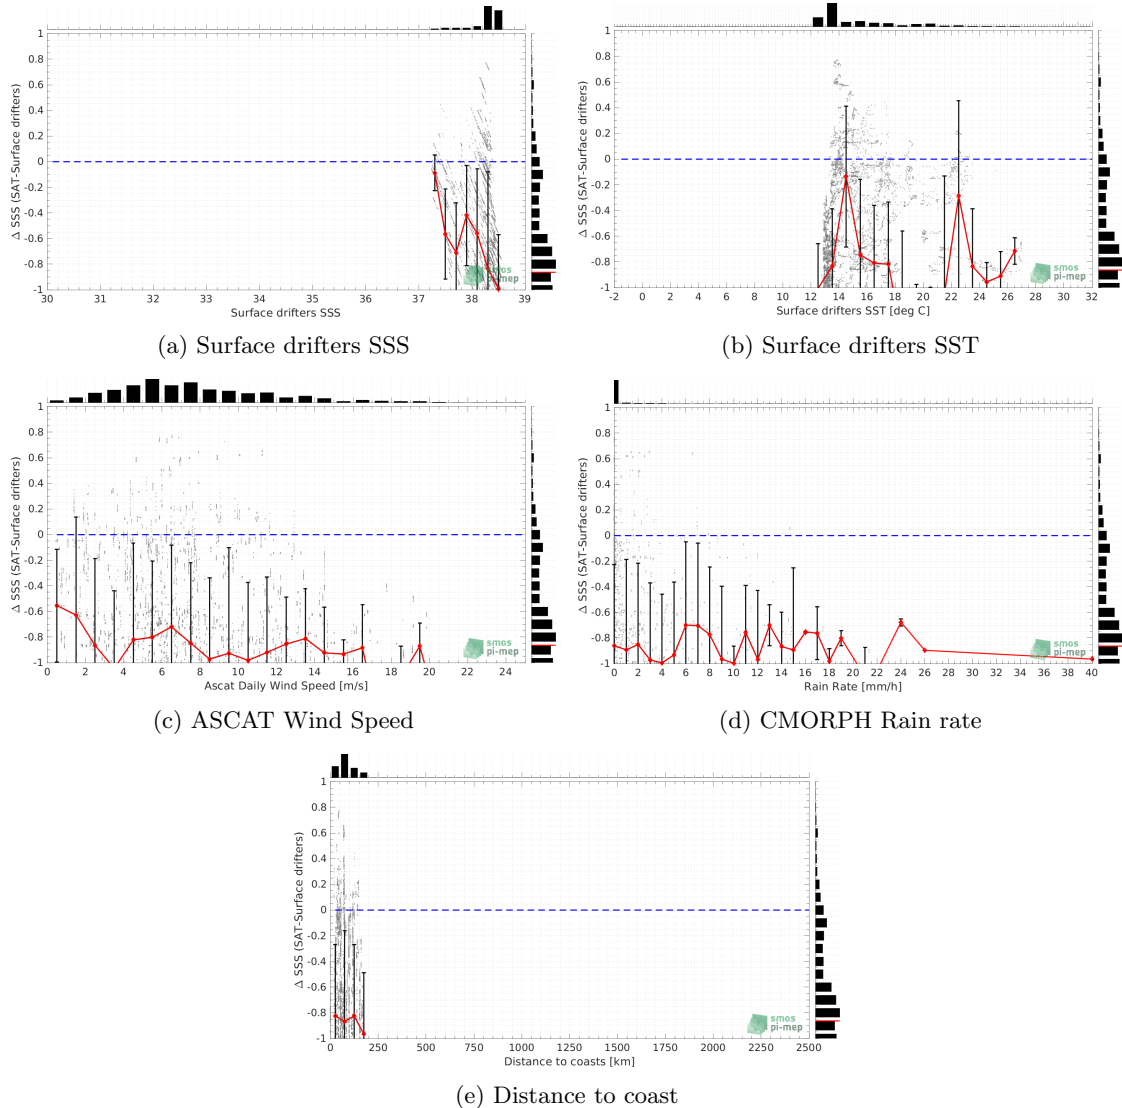 1
0.8
0.6
0.4
0.2
0
-0.2
-0.4
-0.6
-0.8
-1
Δ SSS (SAT-Surface drifters)
smos
pi-mep
30 31 32 33 34 35 36 37 38 39
Surface drifters SSS
(a) Surface drifters SSS
1
0.8
0.6
0.4
0.2
0
-0.2
-0.4
-0.6
-0.8
-1
Δ SSS (SAT-Surface drifters)
smos
pi-mep
-2 0 2 4 6 8 10 12 14 16 18 20 22 24 26 28 30 32
Surface drifters SST [deg C]
(b) Surface drifters SST
1
0.8
0.6
0.4
0.2
0
-0.2
-0.4
-0.6
-0.8
-1
Δ SSS (SAT-Surface drifters)
smos
pi-mep
0 2 4 6 8 10 12 14 16 18 20 22 24
Ascat Daily Wind Speed [m/s]
(c) ASCAT Wind Speed
1
0.8
0.6
0.4
0.2
0
-0.2
-0.4
-0.6
-0.8
-1
Δ SSS (SAT-Surface drifters)
smos
pi-mep
0 2 4 6 8 10 12 14 16 18 20 22 24 26 28 30 32 34 36 38 40
Rain Rate [mm/h]
(d) CMORPH Rain rate
1
0.8
0.6
0.4
0.2
0
-0.2
-0.4
-0.6
-0.8
-1
Δ SSS (SAT-Surface drifters)
smos
pi-mep
0 250 500 750 1000 1250 1500 1750 2000 2250 2500
Distance to coasts [km]
(e) Distance to coast